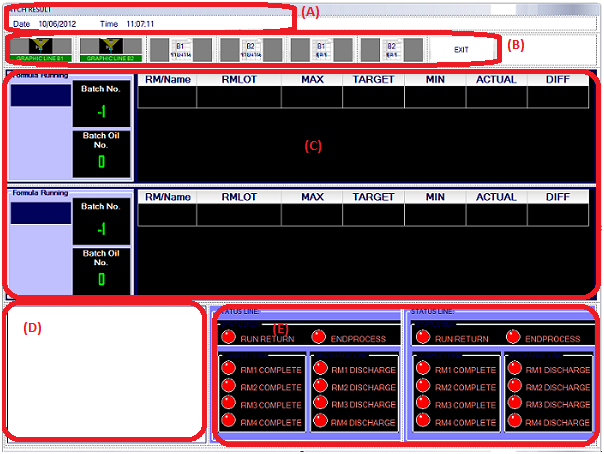 (A)
ATCH RESULT
Date 10/05/2012 Time 11:07:11
(B)
GRAPHIC LINE B1 GRAPHIC LINE B2 B1 B2 B1 B2 EXIT
Formula Running Batch No. RM/Name RMLOT MAX TARGET MIN ACTUAL DIFF
-1
Batch Oil No.
0
(C)
Formula Running Batch No. RM/Name RMLOT MAX TARGET MIN ACTUAL DIFF
-1
Batch Oil No.
0
(D)
(E)
STATUS LINE: STATUS LINE:
RUN RETURN ENDPROCESS RUN RETURN ENDPROCESS
RM1 COMPLETE RM1 DISCHARGE RM1 COMPLETE RM1 DISCHARGE
RM2 COMPLETE RM2 DISCHARGE RM2 COMPLETE RM2 DISCHARGE
RM3 COMPLETE RM3 DISCHARGE RM3 COMPLETE RM3 DISCHARGE
RM4 COMPLETE RM4 DISCHARGE RM4 COMPLETE RM4 DISCHARGE